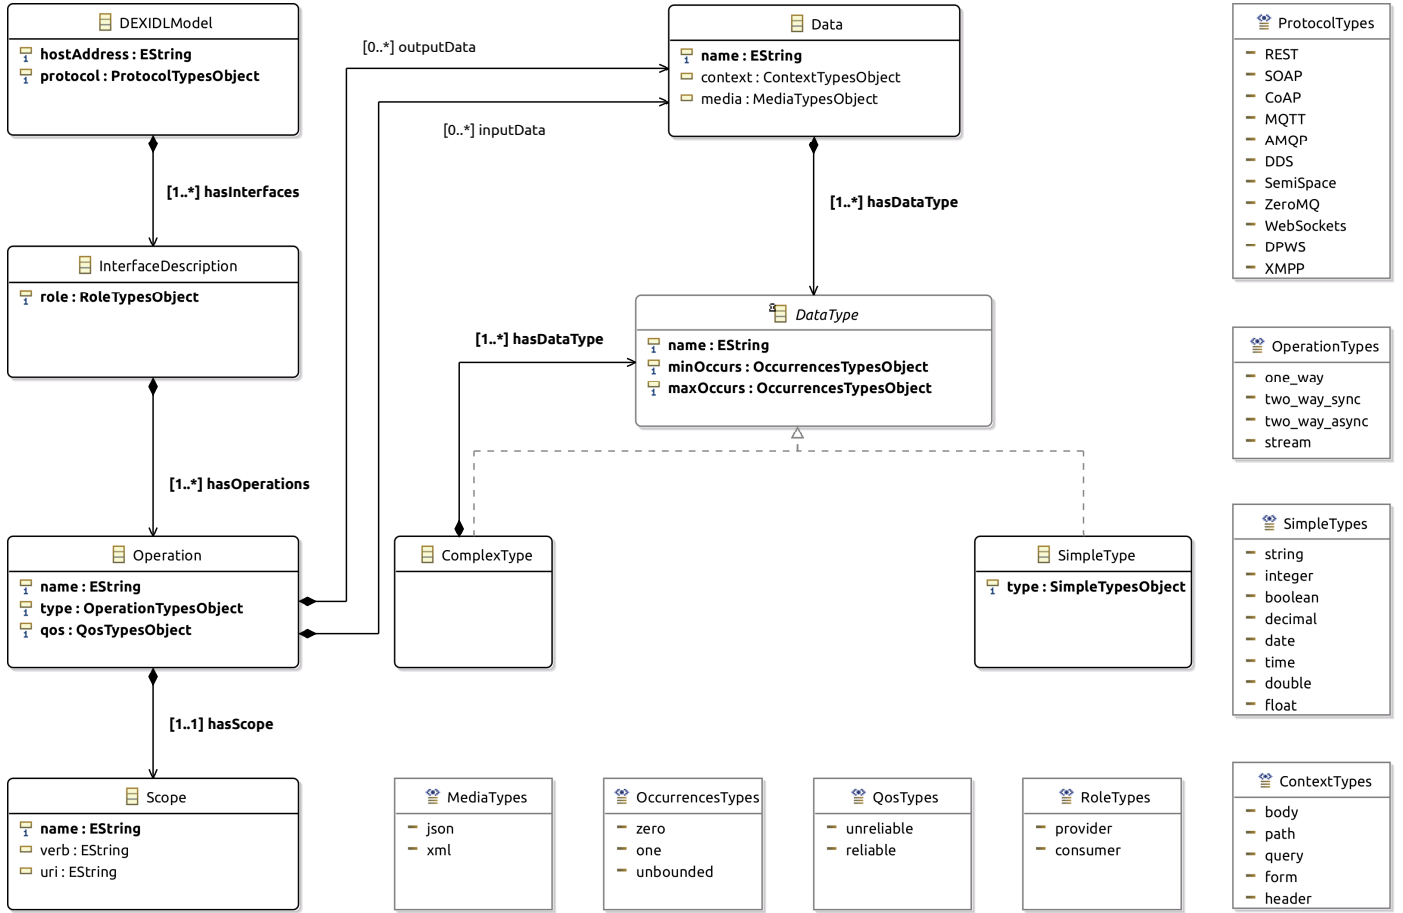 DEXIDLModel
hostAddress : EString
protocol : ProtocolTypesObject
[0..*] outputData
[0..*] inputData
Data
name : EString
context : ContextTypesObject
media : MediaTypesObject
[1..*] hasInterfaces
[1..*] hasDataType
InterfaceDescription
role : RoleTypesObject
[1..*] hasDataType
DataType
name : EString
minOccurs : OccurrencesTypesObject
maxOccurs : OccurrencesTypesObject
[1..*] hasOperations
Operation
name : EString
type : OperationTypesObject
qos : QosTypesObject
ComplexType
SimpleType
type : SimpleTypesObject
[1..1] hasScope
Scope
name : EString
verb : EString
uri : EString
MediaTypes
json
xml
OccurrencesTypes
zero
one
unbounded
QosTypes
unreliable
reliable
RoleTypes
provider
consumer
ProtocolTypes
REST
SOAP
CoAP
MQTT
AMQP
DDS
SemiSpace
ZeroMQ
WebSockets
DPWS
XMPP
OperationTypes
one_way
two_way_sync
two_way_async
stream
SimpleTypes
string
integer
boolean
decimal
date
time
double
float
ContextTypes
body
path
query
form
header